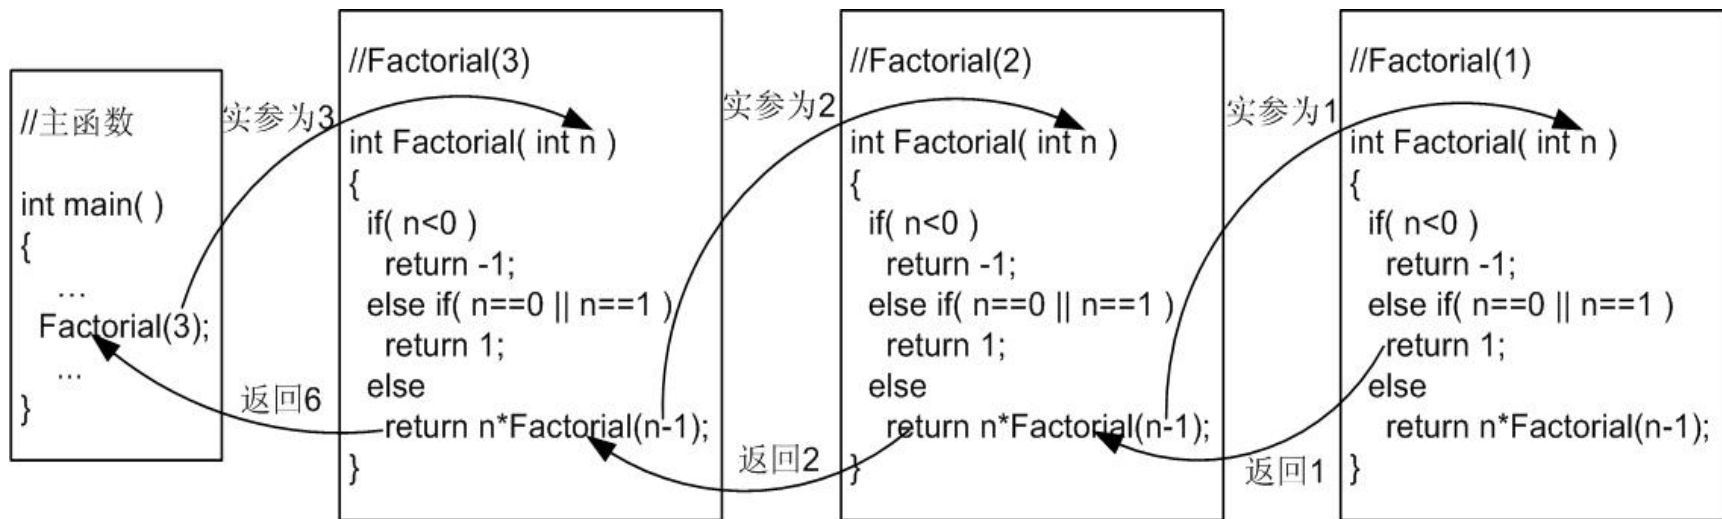 //主函数
int main( )
{
...
Factorial(3);
...
}
实参为3
返回6
//Factorial(3)
int Factorial( int n )
{
if( n<0 )
return -1;
else if( n==0 || n==1 )
return 1;
else
return n*Factorial(n-1);
}
实参为2
返回2
//Factorial(2)
int Factorial( int n )
{
if( n<0 )
return -1;
else if( n==0 || n==1 )
return 1;
else
return n*Factorial(n-1);
}
实参为1
返回1
//Factorial(1)
int Factorial( int n )
{
if( n<0 )
return -1;
else if( n==0 || n==1 )
return 1;
else
return n*Factorial(n-1);
}